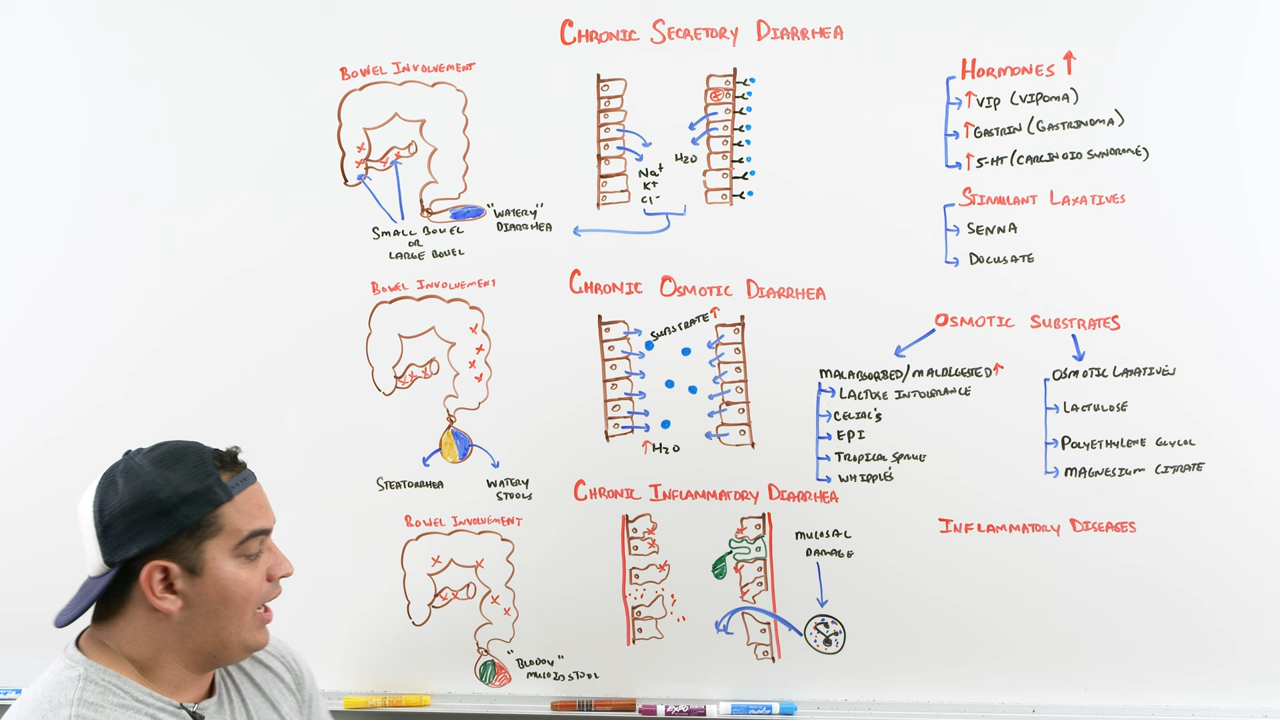 CHRONIC SECRETORY DIARRHEA
BOWEL INVOLVEMENT
SMALL BOWEL
OR
LARGE BOWEL
"WATERY"
DIARRHEA
Na+
K+
Cl-
H2O
HORMONES ↑
↑ VIP (VIPOMA)
↑ GASTRIN (GASTRINOMA)
↑ 5-HT (CARCINOID SYNDROME)
STIMULANT LAXATIVES
SENNA
DOCUSATE
CHRONIC OSMOTIC DIARRHEA
BOWEL INVOLVEMENT
STEATORRHEA
WATERY
STOOLS
SUBSTRATE ↑
↑ H2O
OSMOTIC SUBSTRATES
MALABSORBED/MALDIGESTED ↑
LACTOSE INTOLERANCE
CELIAC'S
EPI
TROPICAL SPRUE
WHIPPLE'S
OSMOTIC LAXATIVES
LACTULOSE
POLYETHYLENE GLYCOL
MAGNESIUM CITRATE
CHRONIC INFLAMMATORY DIARRHEA
BOWEL INVOLVEMENT
"BLOODY"
MUCOID STOOL
MUCOSAL
DAMAGE
INFLAMMATORY DISEASES
EXPO